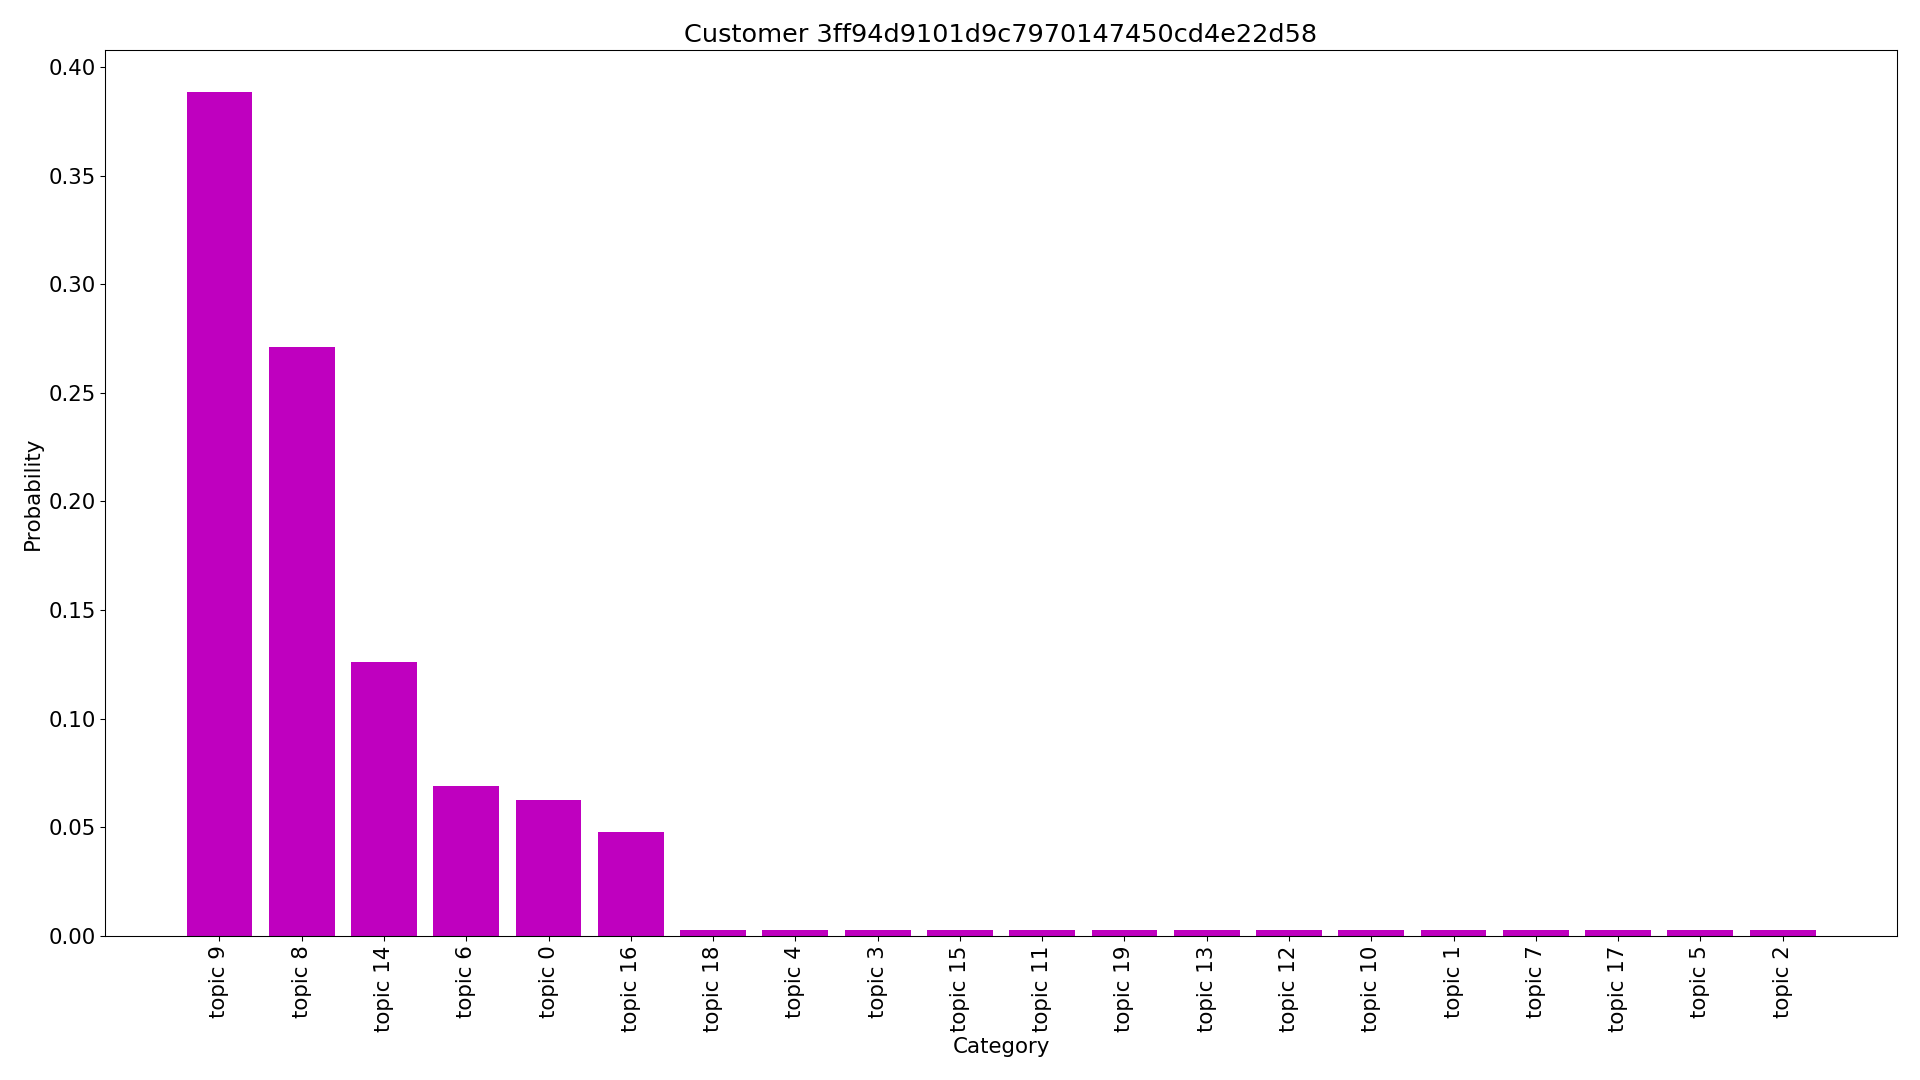 Customer 3ff94d9101d9c7970147450cd4e22d58
0.40
0.35
0.30
0.25
0.20
0.15
0.10
0.05
0.00
Probability
topic 9
topic 8
topic 14
topic 6
topic 0
topic 16
topic 18
topic 4
topic 3
topic 15
topic 11
topic 19
topic 13
topic 12
topic 10
topic 1
topic 7
topic 17
topic 5
topic 2
Category